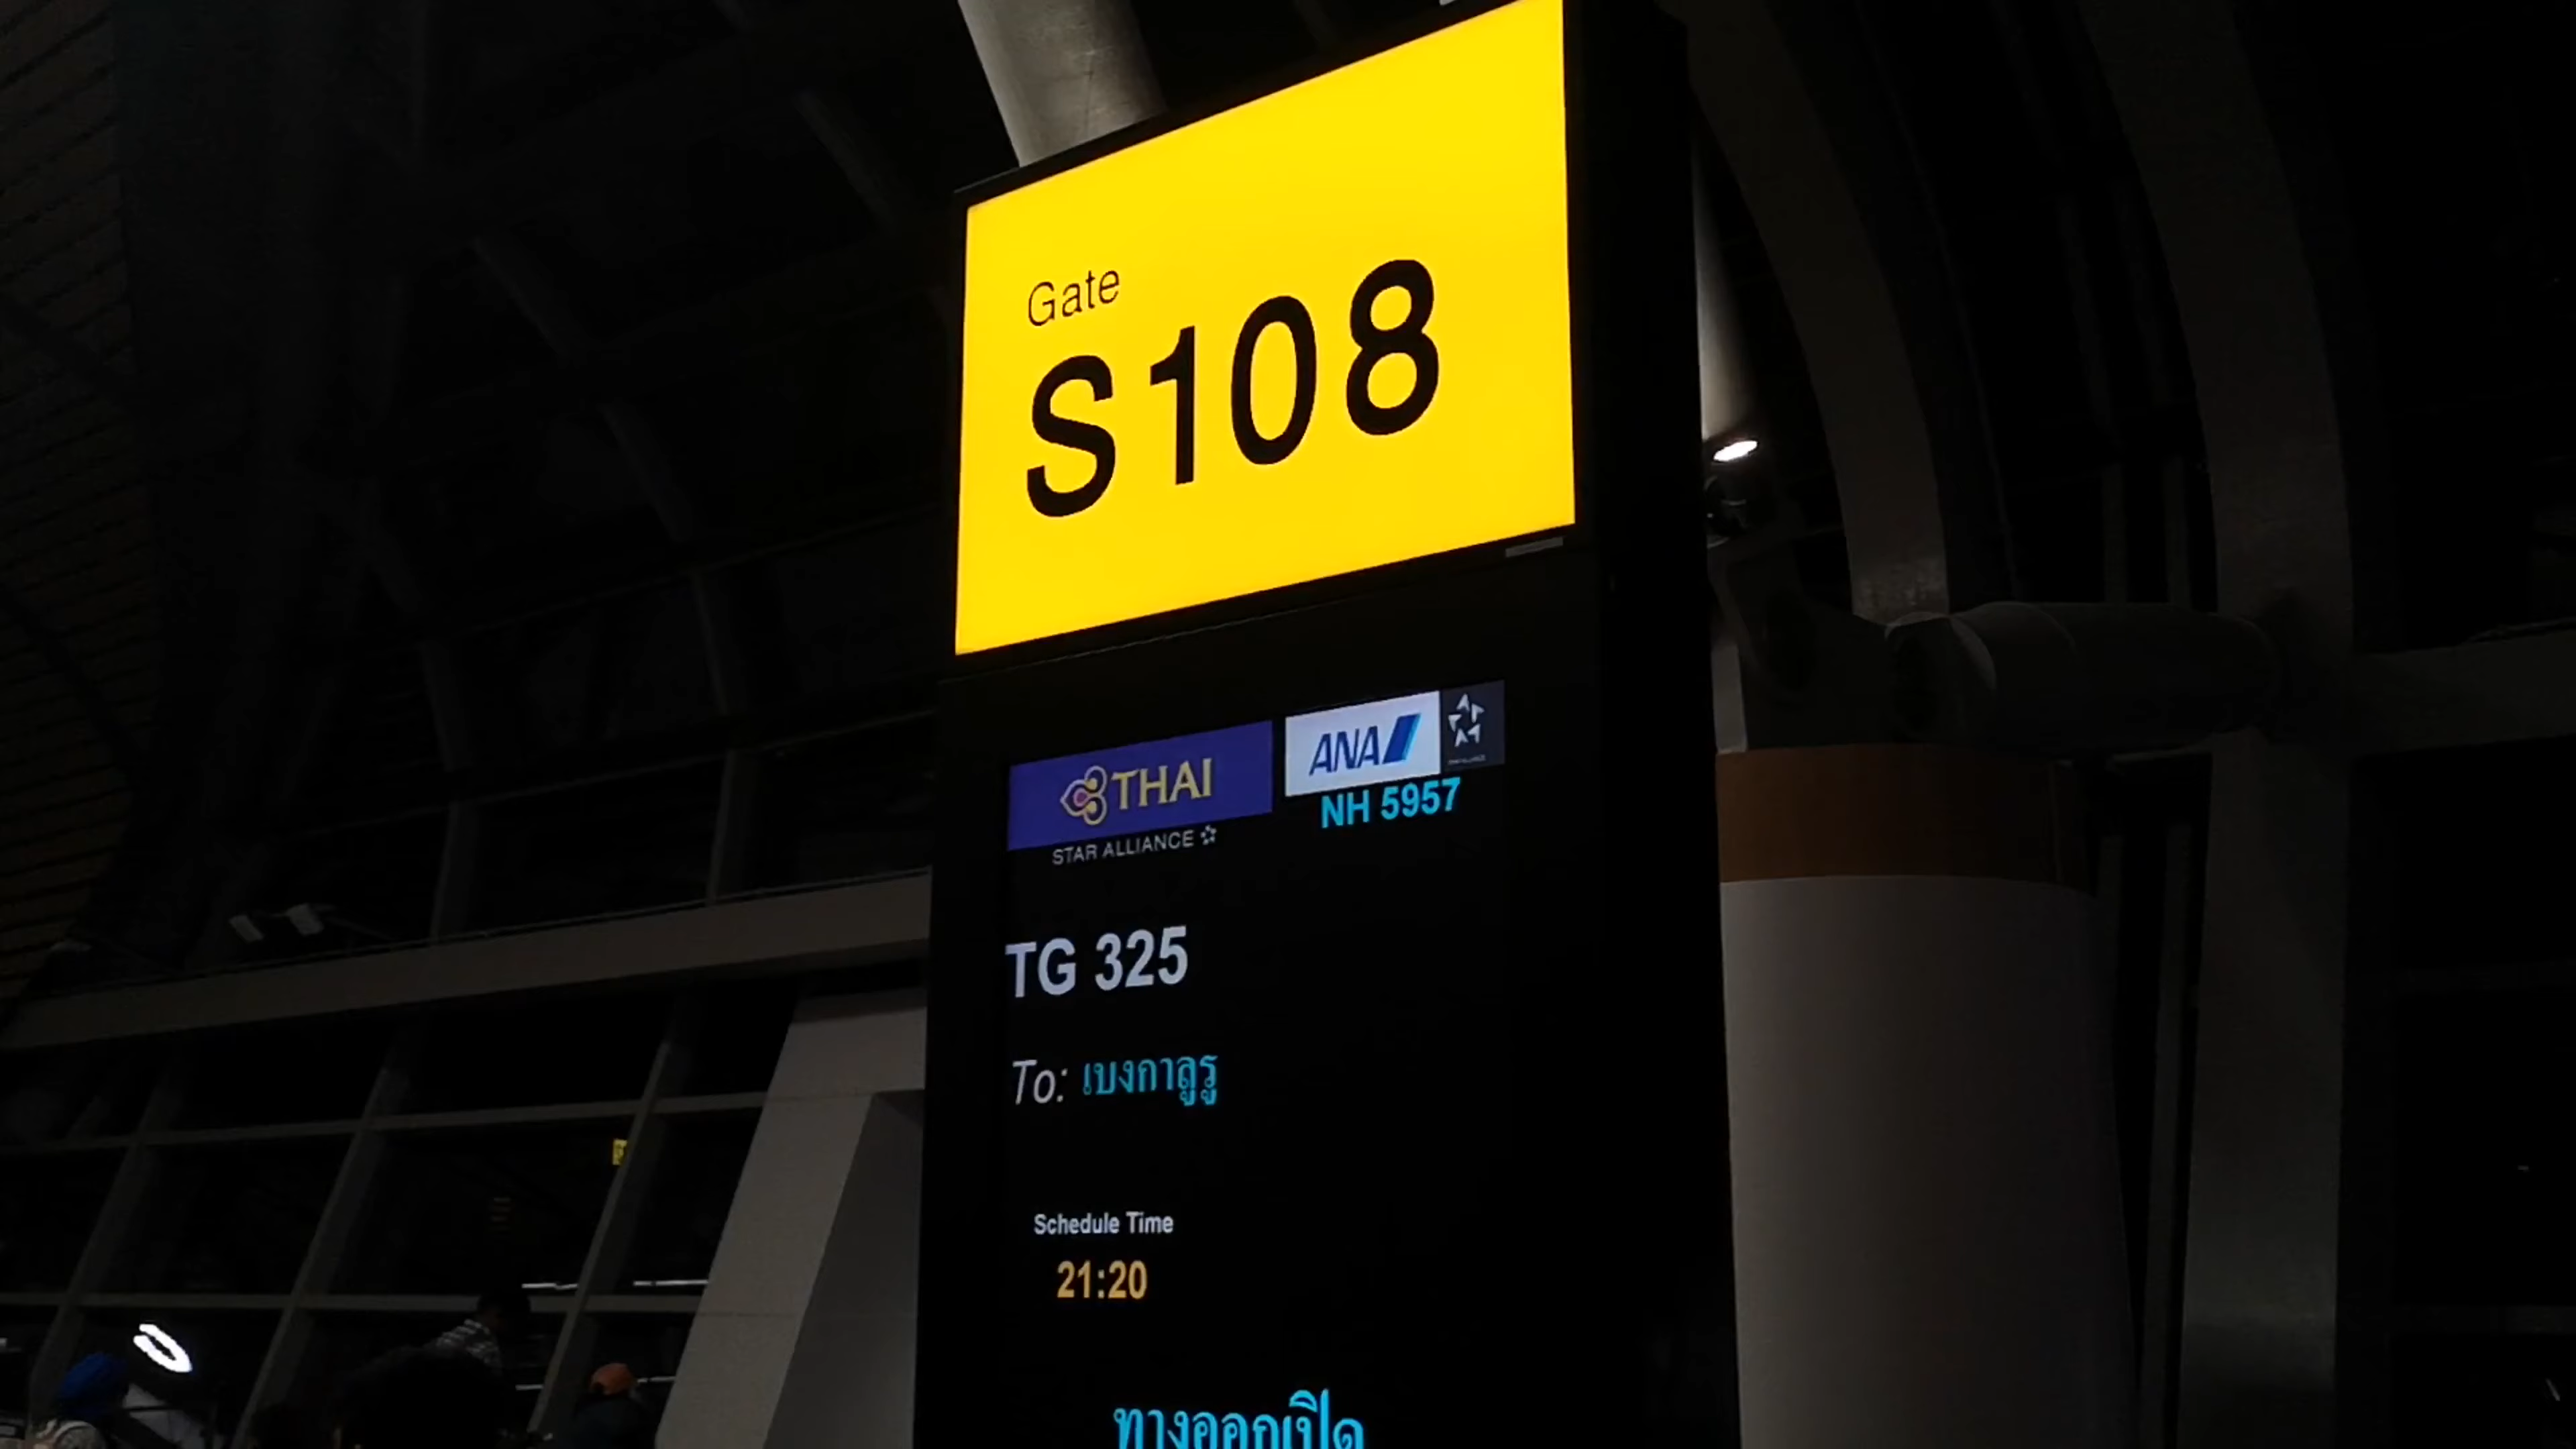 Gate
S108
THAI
ANA
STAR ALLIANCE
NH 5957
TG 325
To: เบงกาลูรู
Schedule Time
21:20
ทางออกเปิด